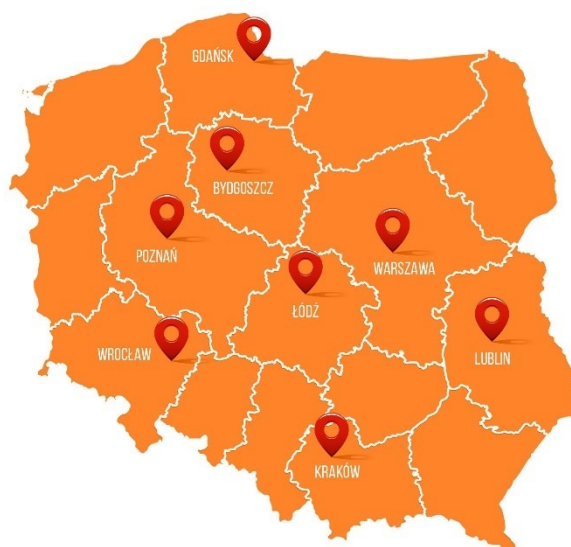 GDAŃSK
BYDGOSZCZ
POZNAŃ
WARSZAWA
ŁÓDŹ
WROCŁAW
LUBLIN
KRAKÓW